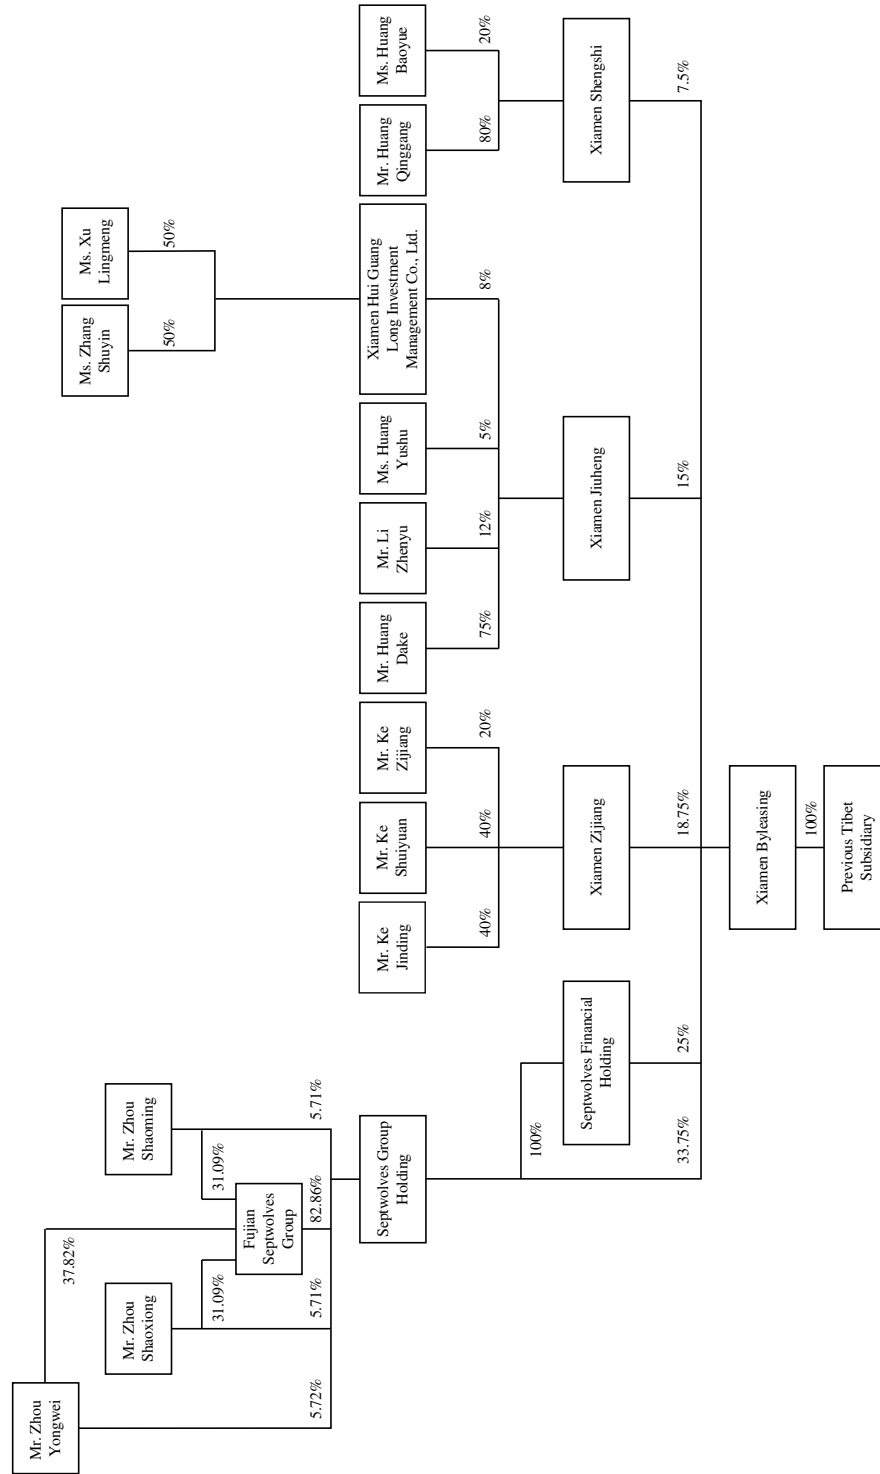 Mr. Zhou
Yongwei
37.82%
Mr. Zhou
Shaoxiong
Mr. Zhou
Shaoming
31.09%
31.09%
Fujian
Septwolves
Group
5.72%
5.71%
82.86%
5.71%
Ms. Zhang
Shuyin
Ms. Xu
Lingmeng
50%
50%
Septwolves Group
Holding
Mr. Ke
Jinding
Mr. Ke
Shuiyuan
Mr. Ke
Zijiang
Mr. Huang
Dake
Mr. Li
Zhenyu
Ms. Huang
Yushu
Xiamen Hui Guang
Long Investment
Management Co., Ltd.
Mr. Huang
Qinggang
Ms. Huang
Baoyue
40%
40%
20%
75%
12%
5%
8%
80%
20%
100%
Septwolves Financial
Holding
Xiamen Zijiang
Xiamen Jiuheng
Xiamen Shengshi
33.75%
25%
18.75%
15%
7.5%
Xiamen Byleasing
100%
Previous Tibet
Subsidiary